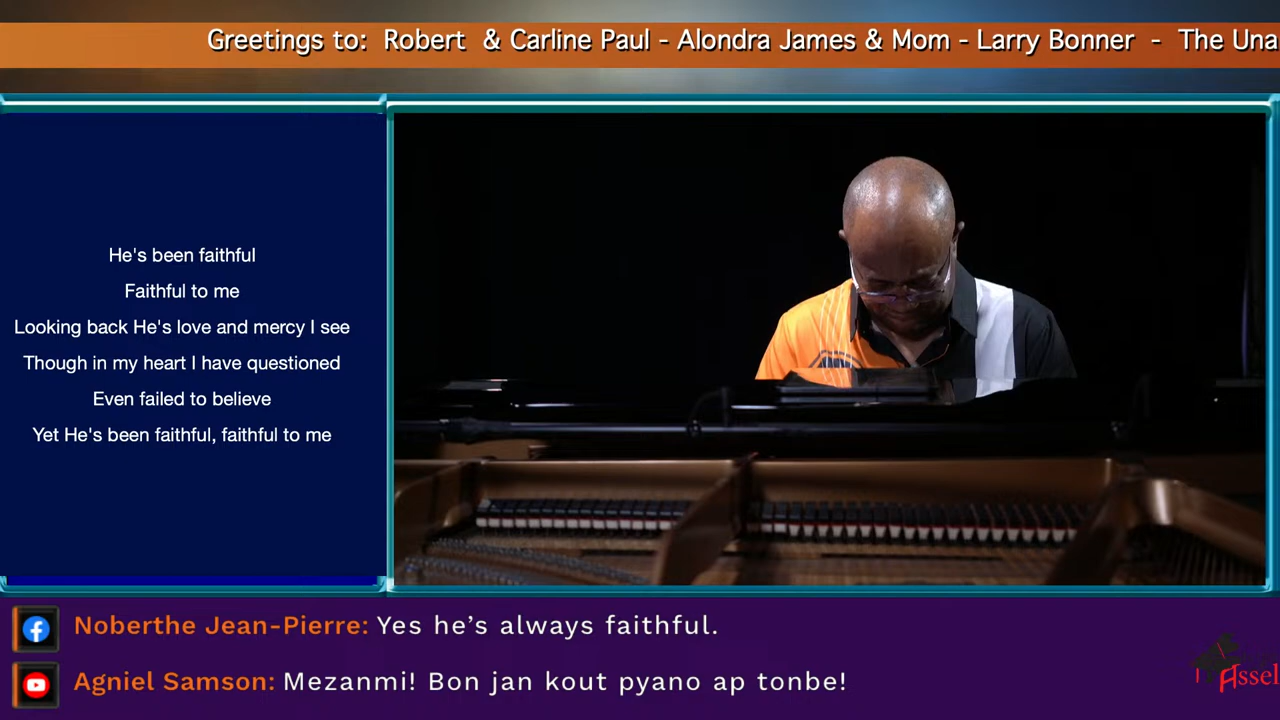 Greetings to: Robert & Carline Paul - Alondra James & Mom - Larry Bonner - The Una
He's been faithful
Faithful to me
Looking back He's love and mercy I see
Though in my heart I have questioned
Even failed to believe
Yet He's been faithful, faithful to me
Noberthe Jean-Pierre: Yes he’s always faithful.
Agniel Samson: Mezanmi! Bon jan kout pyano ap tonbe!
Assel